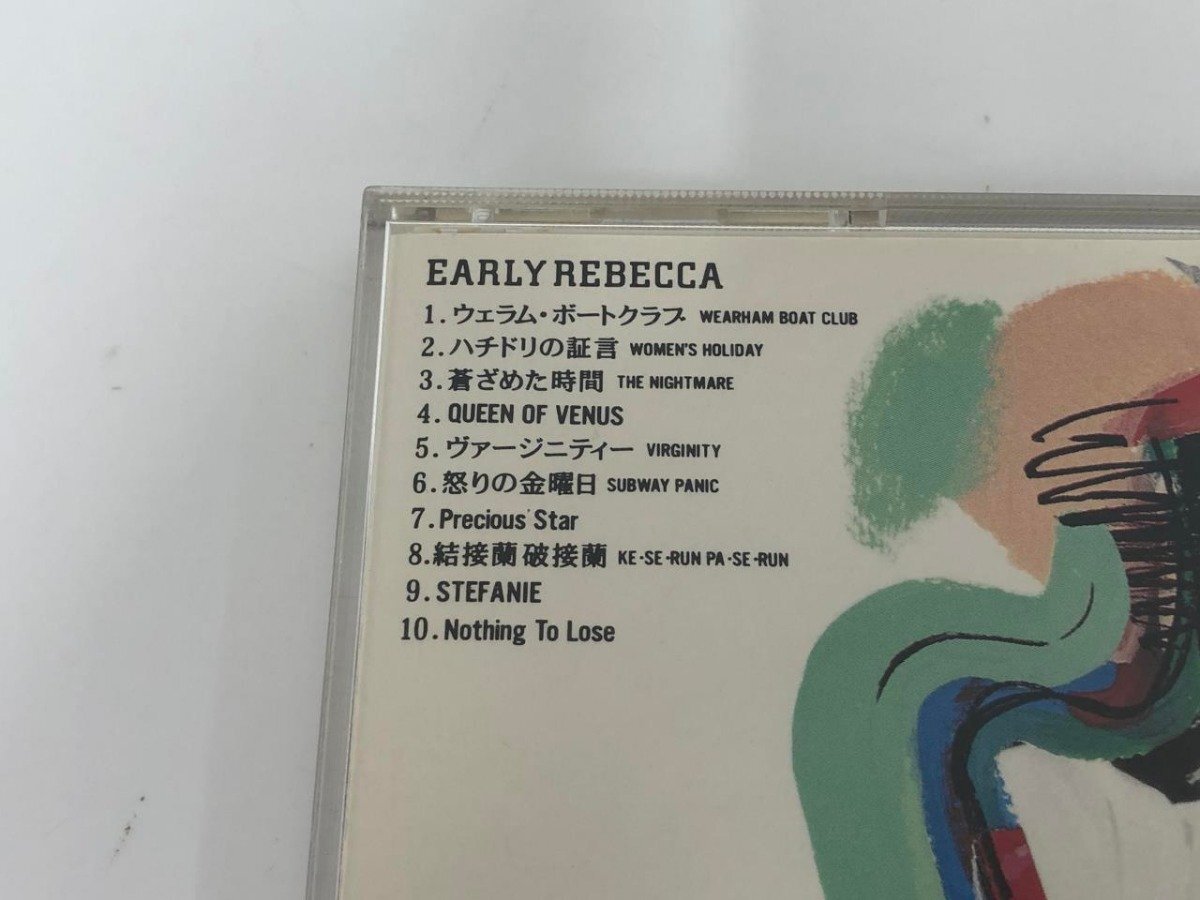 EARLY REBECCA
1. ウェラム・ボートクラブ WEARHAM BOAT CLUB
2. ハチドリの証言 WOMEN'S HOLIDAY
3. 蒼ざめた時間 THE NIGHTMARE
4. QUEEN OF VENUS
5. ヴァージニティー VIRGINITY
6. 怒りの金曜日 SUBWAY PANIC
7. Precious Star
8. 結接蘭 破接蘭 KE-SE-RUN PA-SE-RUN
9. STEFANIE
10. Nothing To Lose